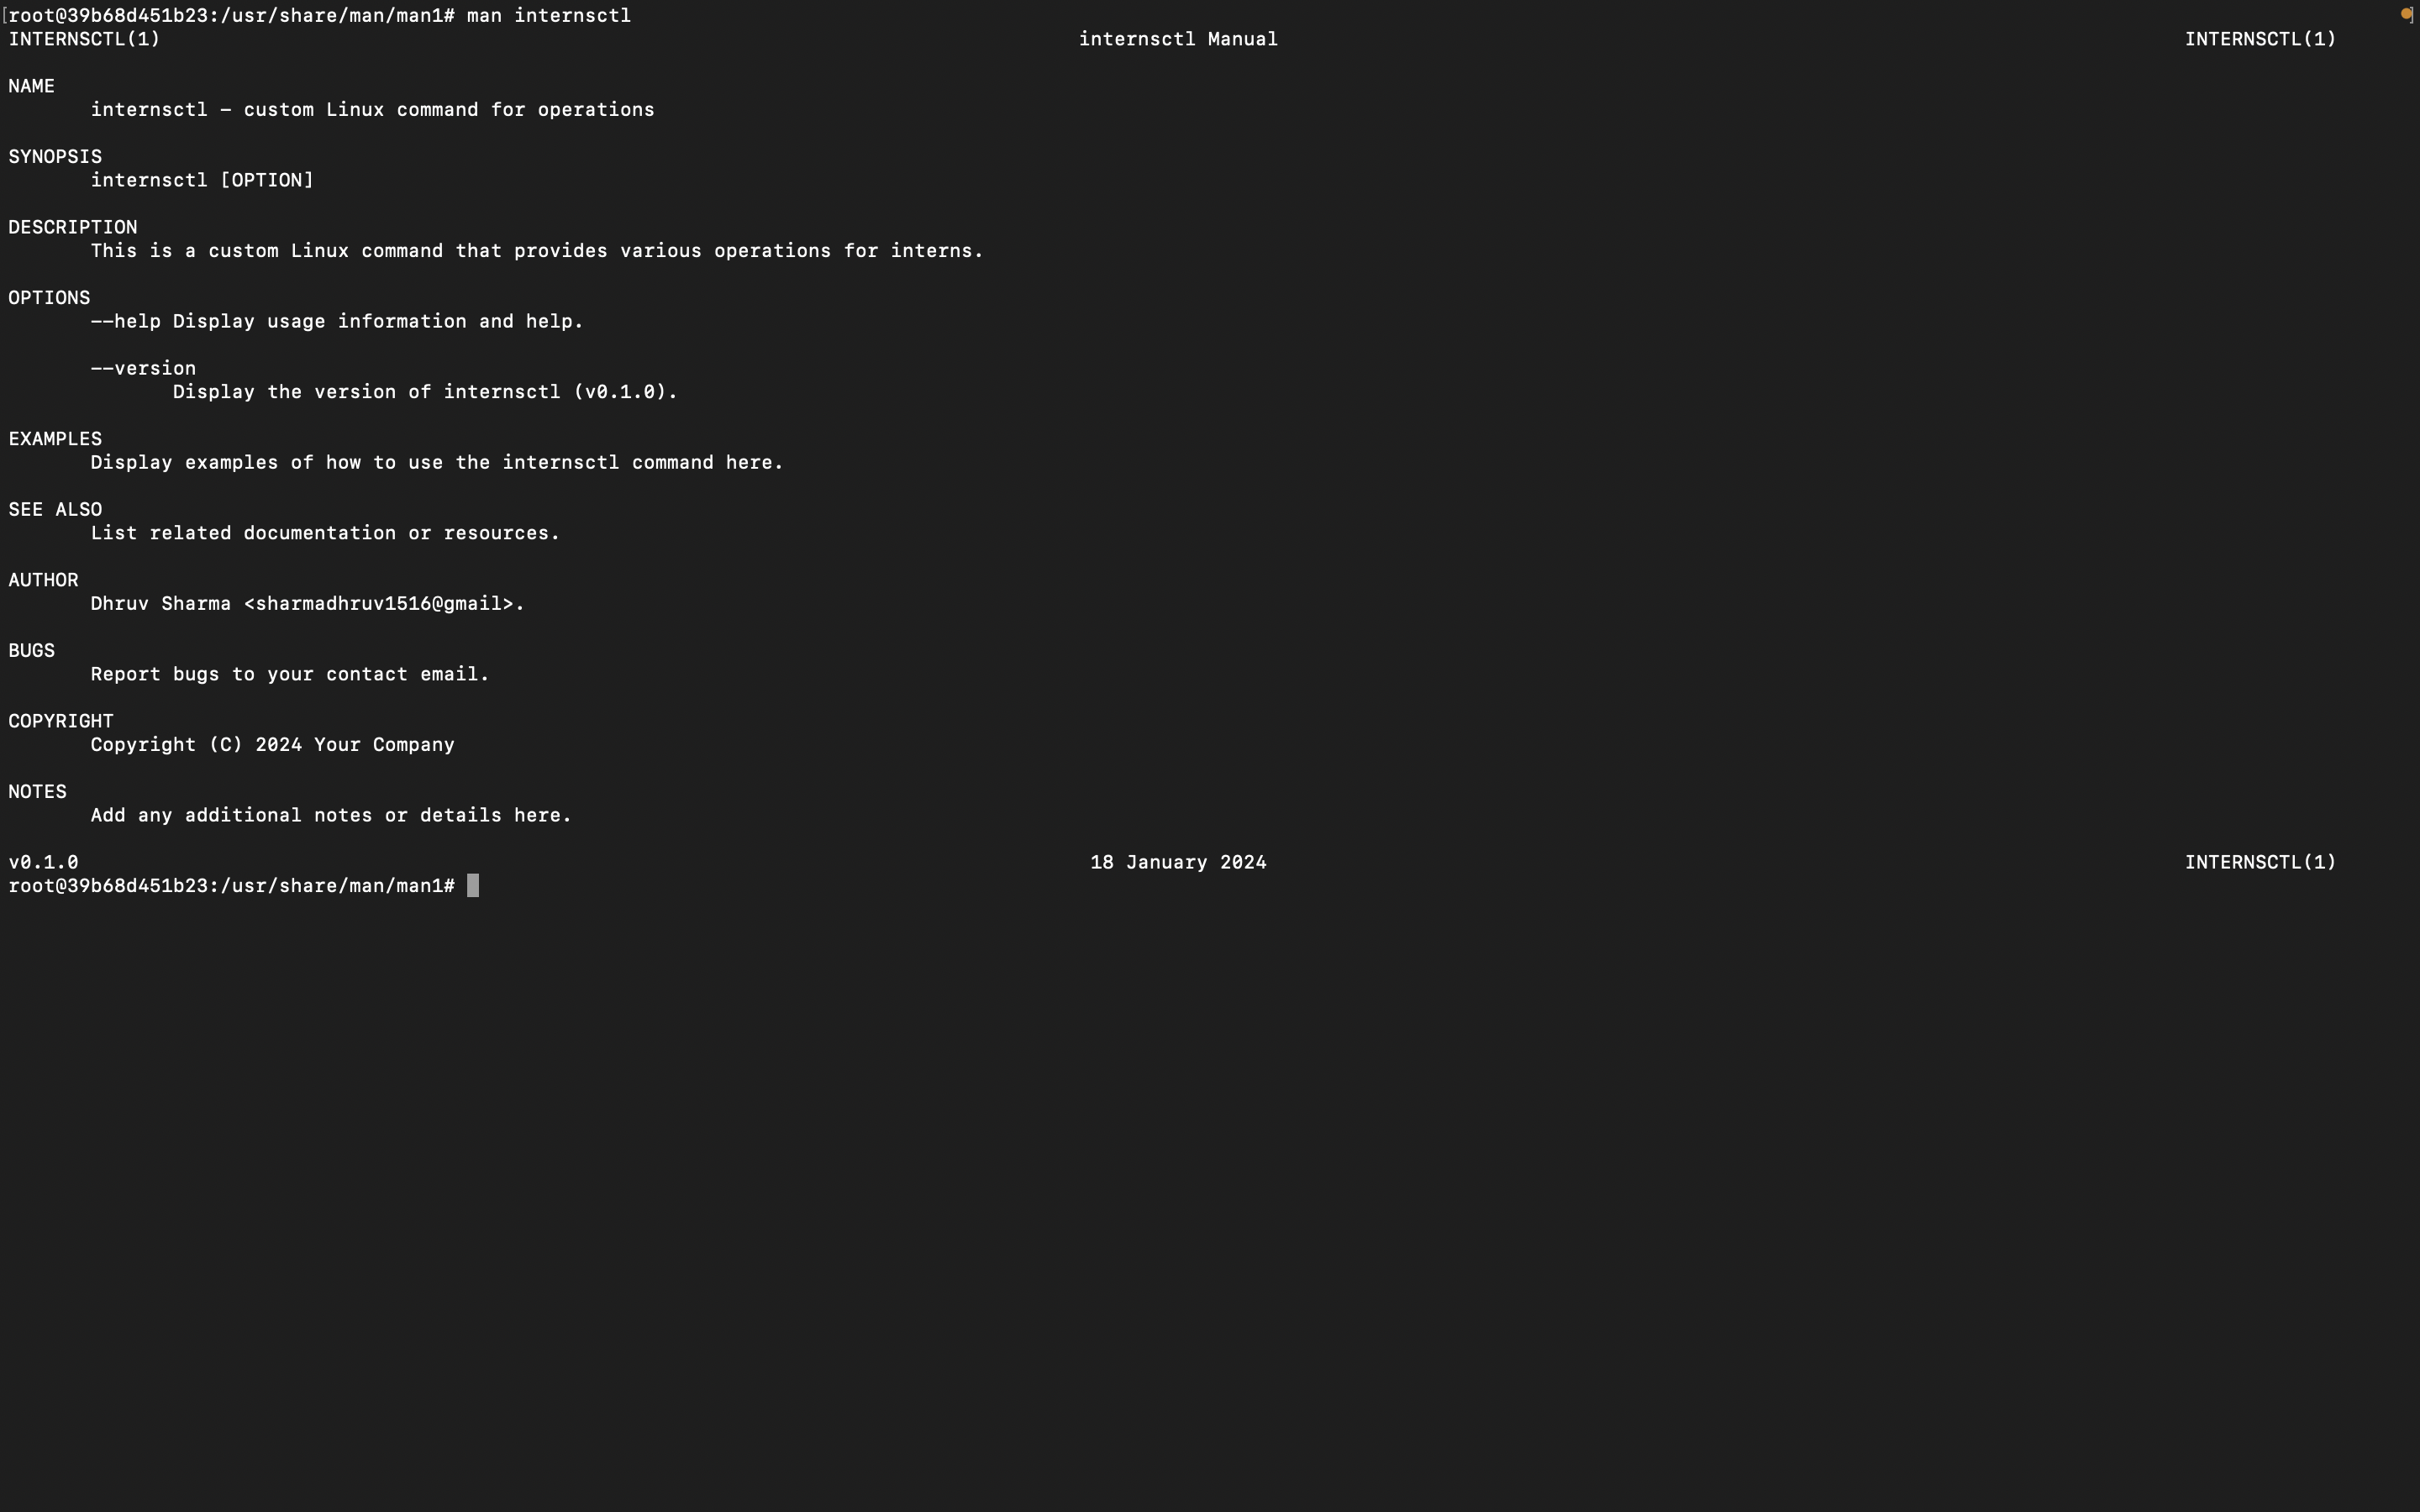 [root@39b68d451b23:/usr/share/man/man1# man internsctl ]
INTERNSCTL(1) internsctl Manual INTERNSCTL(1)
NAME
internsctl – custom Linux command for operations
SYNOPSIS
internsctl [OPTION]
DESCRIPTION
This is a custom Linux command that provides various operations for interns.
OPTIONS
--help Display usage information and help.
--version
Display the version of internsctl (v0.1.0).
EXAMPLES
Display examples of how to use the internsctl command here.
SEE ALSO
List related documentation or resources.
AUTHOR
Dhruv Sharma <sharmadhruv1516@gmail>.
BUGS
Report bugs to your contact email.
COPYRIGHT
Copyright (C) 2024 Your Company
NOTES
Add any additional notes or details here.
v0.1.0 18 January 2024 INTERNSCTL(1)
root@39b68d451b23:/usr/share/man/man1#